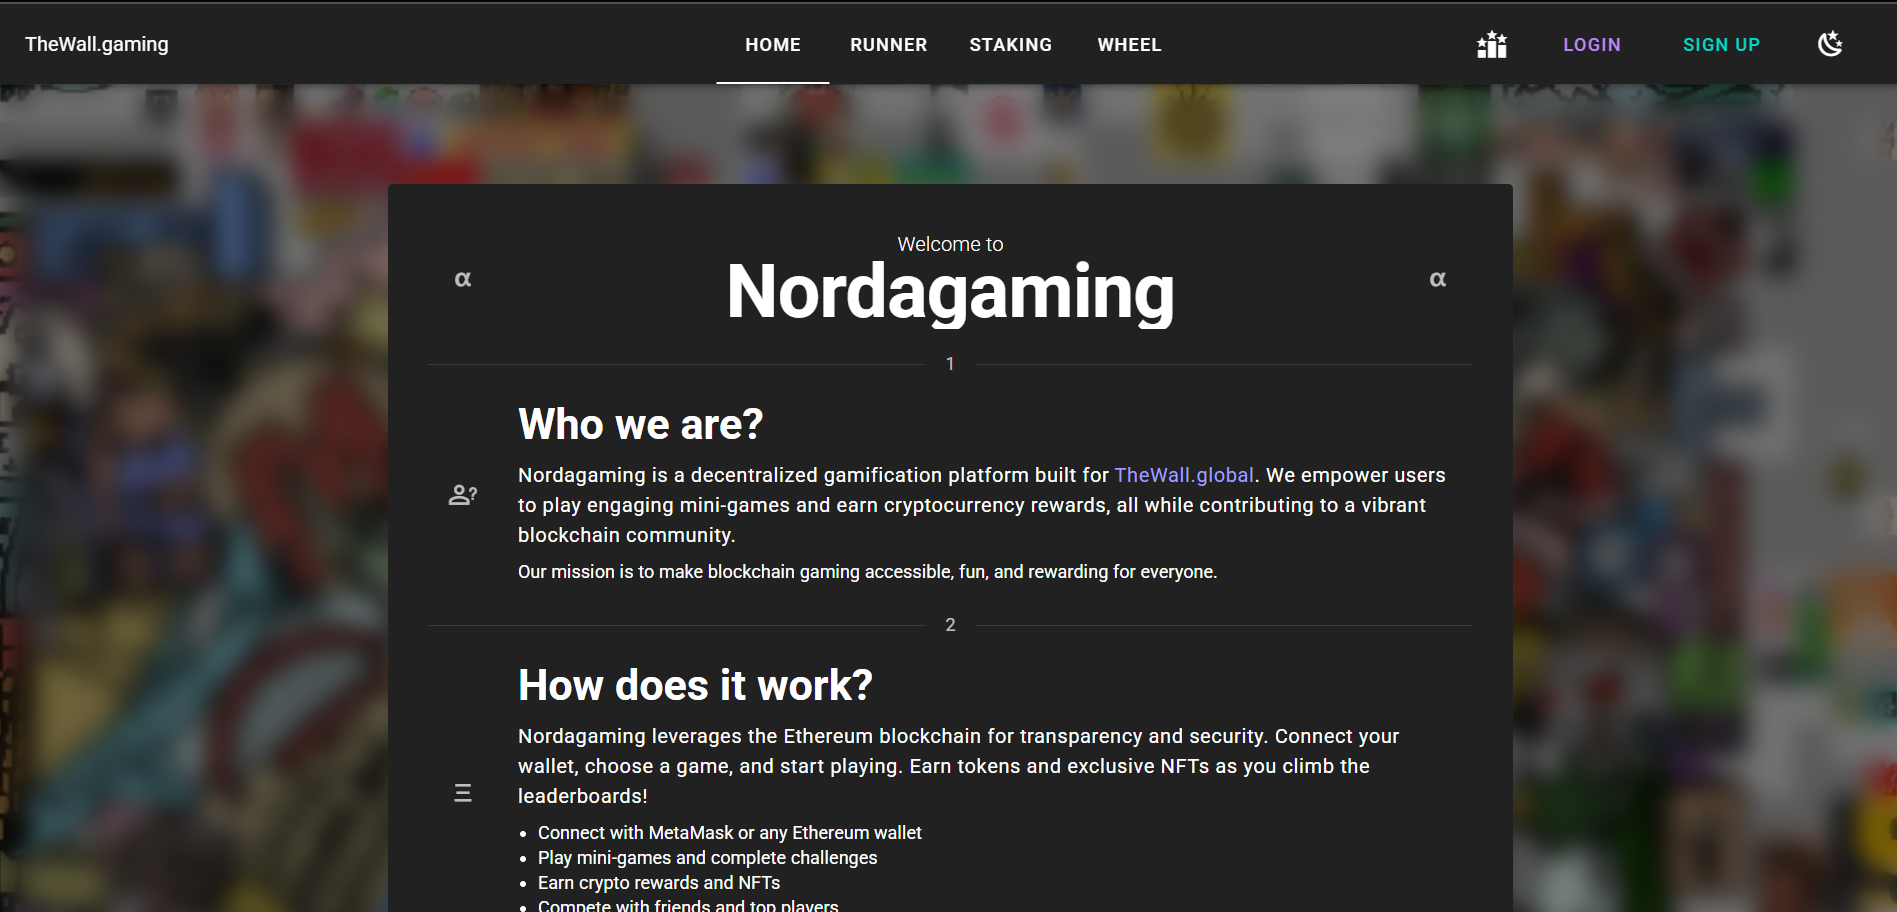 TheWall.gaming
HOME
RUNNER
STAKING
WHEEL
LOGIN
SIGN UP
Welcome to
α
Nordagaming
α
1
Who we are?
Nordagaming is a decentralized gamification platform built for TheWall.global. We empower users
to play engaging mini-games and earn cryptocurrency rewards, all while contributing to a vibrant
blockchain community.
Our mission is to make blockchain gaming accessible, fun, and rewarding for everyone.
2
How does it work?
Nordagaming leverages the Ethereum blockchain for transparency and security. Connect your
wallet, choose a game, and start playing. Earn tokens and exclusive NFTs as you climb the
leaderboards!
Ξ
• Connect with MetaMask or any Ethereum wallet
• Play mini-games and complete challenges
• Earn crypto rewards and NFTs
• Compete with friends and top players